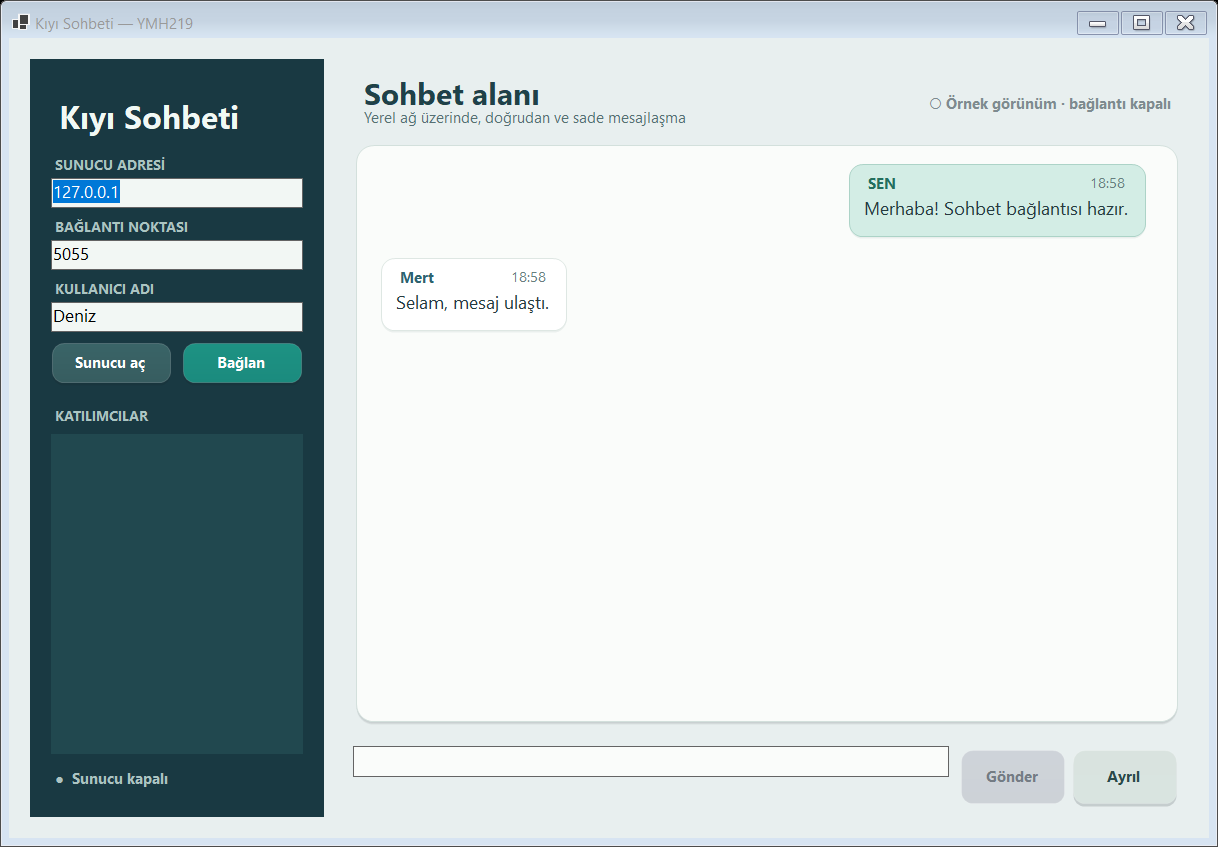 Kıyı Sohbeti — YMH219
Kıyı Sohbeti
SUNUCU ADRESİ
127.0.0.1
BAĞLANTI NOKTASI
5055
KULLANICI ADI
Deniz
Sunucu aç
Bağlan
KATILIMCILAR
● Sunucu kapalı
Sohbet alanı
Yerel ağ üzerinde, doğrudan ve sade mesajlaşma
○ Örnek görünüm · bağlantı kapalı
SEN 18:58
Merhaba! Sohbet bağlantısı hazır.
Mert 18:58
Selam, mesaj ulaştı.
Gönder
Ayrıl